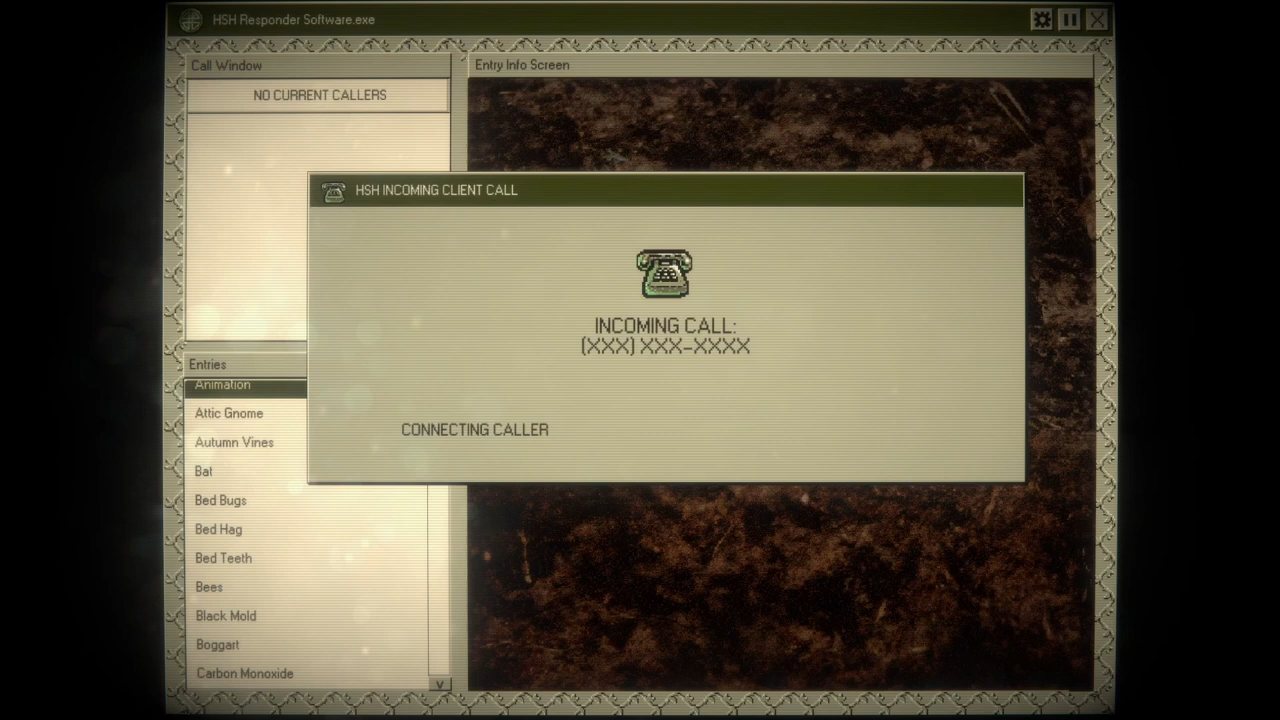 HSH Responder Software.exe
Call Window
NO CURRENT CALLERS
Entry Info Screen
HSH INCOMING CLIENT CALL
INCOMING CALL:
(XXX) XXX-XXXX
CONNECTING CALLER
Entries
Animation
Attic Gnome
Autumn Vines
Bat
Bed Bugs
Bed Hag
Bed Teeth
Bees
Black Mold
Boggart
Carbon Monoxide